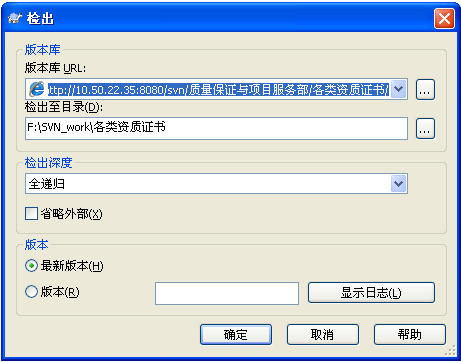 检出
版本库
版本库 URL:
ttp://10.50.22.35:8080/svn/质量保证与项目服务部/各类资质证书/
...
检出至目录(D):
F:\SVN_work\各类资质证书
...
检出深度
全递归
省略外部(X)
版本
最新版本(H)
版本(R)
显示日志(L)
确定
取消
帮助